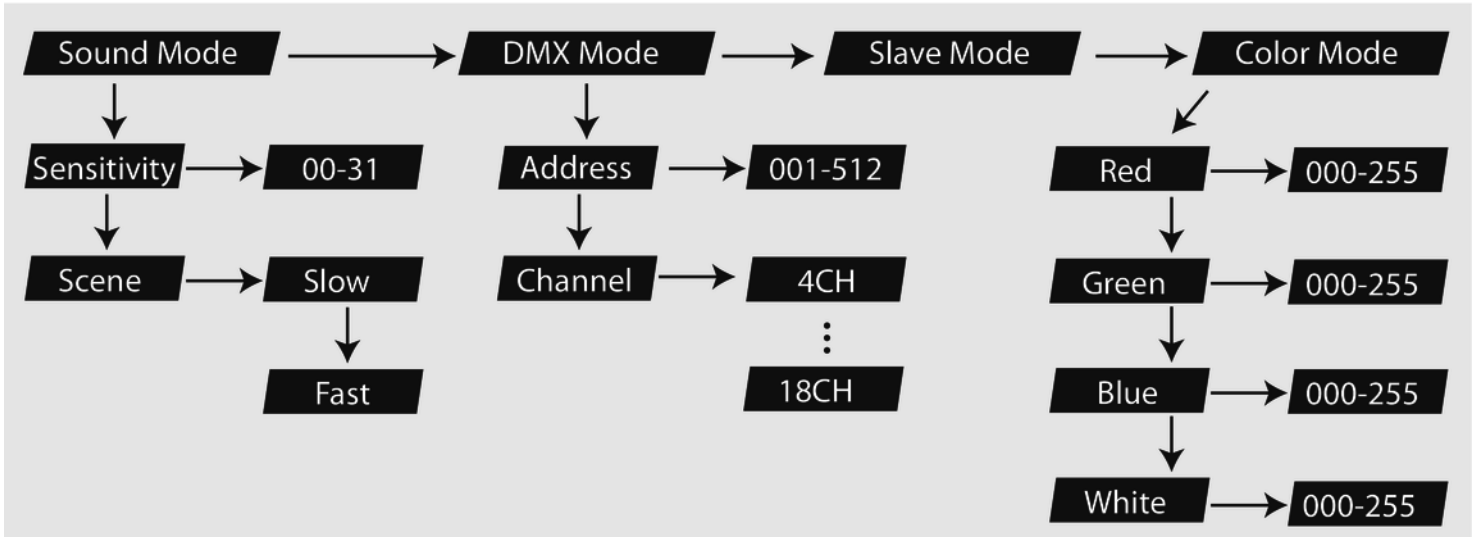 Sound Mode
DMX Mode
Slave Mode
Color Mode
Sensitivity
00-31
Address
001-512
Red
000-255
Scene
Slow
Channel
4CH
Green
000-255
Fast
18CH
Blue
000-255
White
000-255